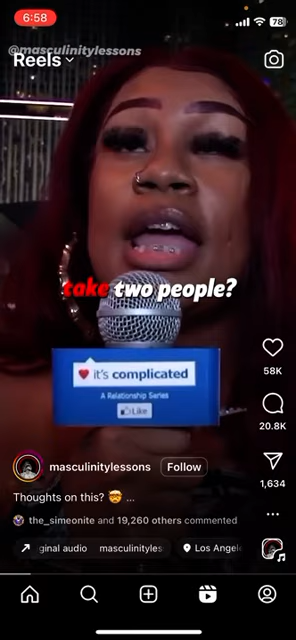 6:58
78
@masculinitylessons
Reels
take two people?
it's complicated
A Relationship Series
Like
58K
20.8K
1,634
masculinitylessons
Follow
Thoughts on this? 🤯 ...
the_simeonite and 19,260 others commented
ginal audio masculinityles
Los Angel